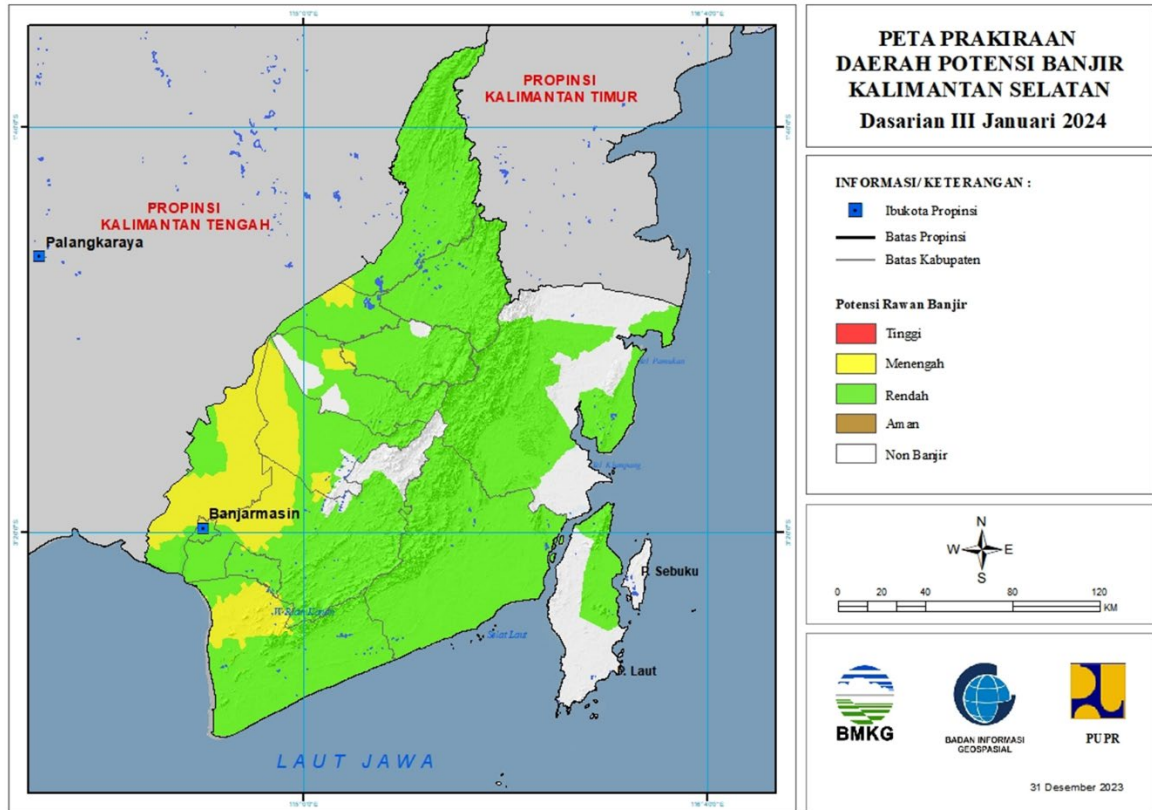 PETA PRAKIRAAN
DAERAH POTENSI BANJIR
KALIMANTAN SELATAN
Dasarian III Januari 2024
INFORMASI/ KETERANGAN :
Ibukota Propinsi
Batas Propinsi
Batas Kabupaten
Potensi Rawan Banjir
Tinggi
Menengah
Rendah
Aman
Non Banjir
N
W E
S
0 20 40 80 120
KM
BMKG
BADAN INFORMASI
GEOSPASIAL
PUPR
31 Desember 2023
PROPINSI
KALIMANTAN TIMUR
PROPINSI
KALIMANTAN TENGAH
Palangkaraya
Banjarmasin
P. Sebuku
P. Laut
Selat Laut
LAUT JAWA